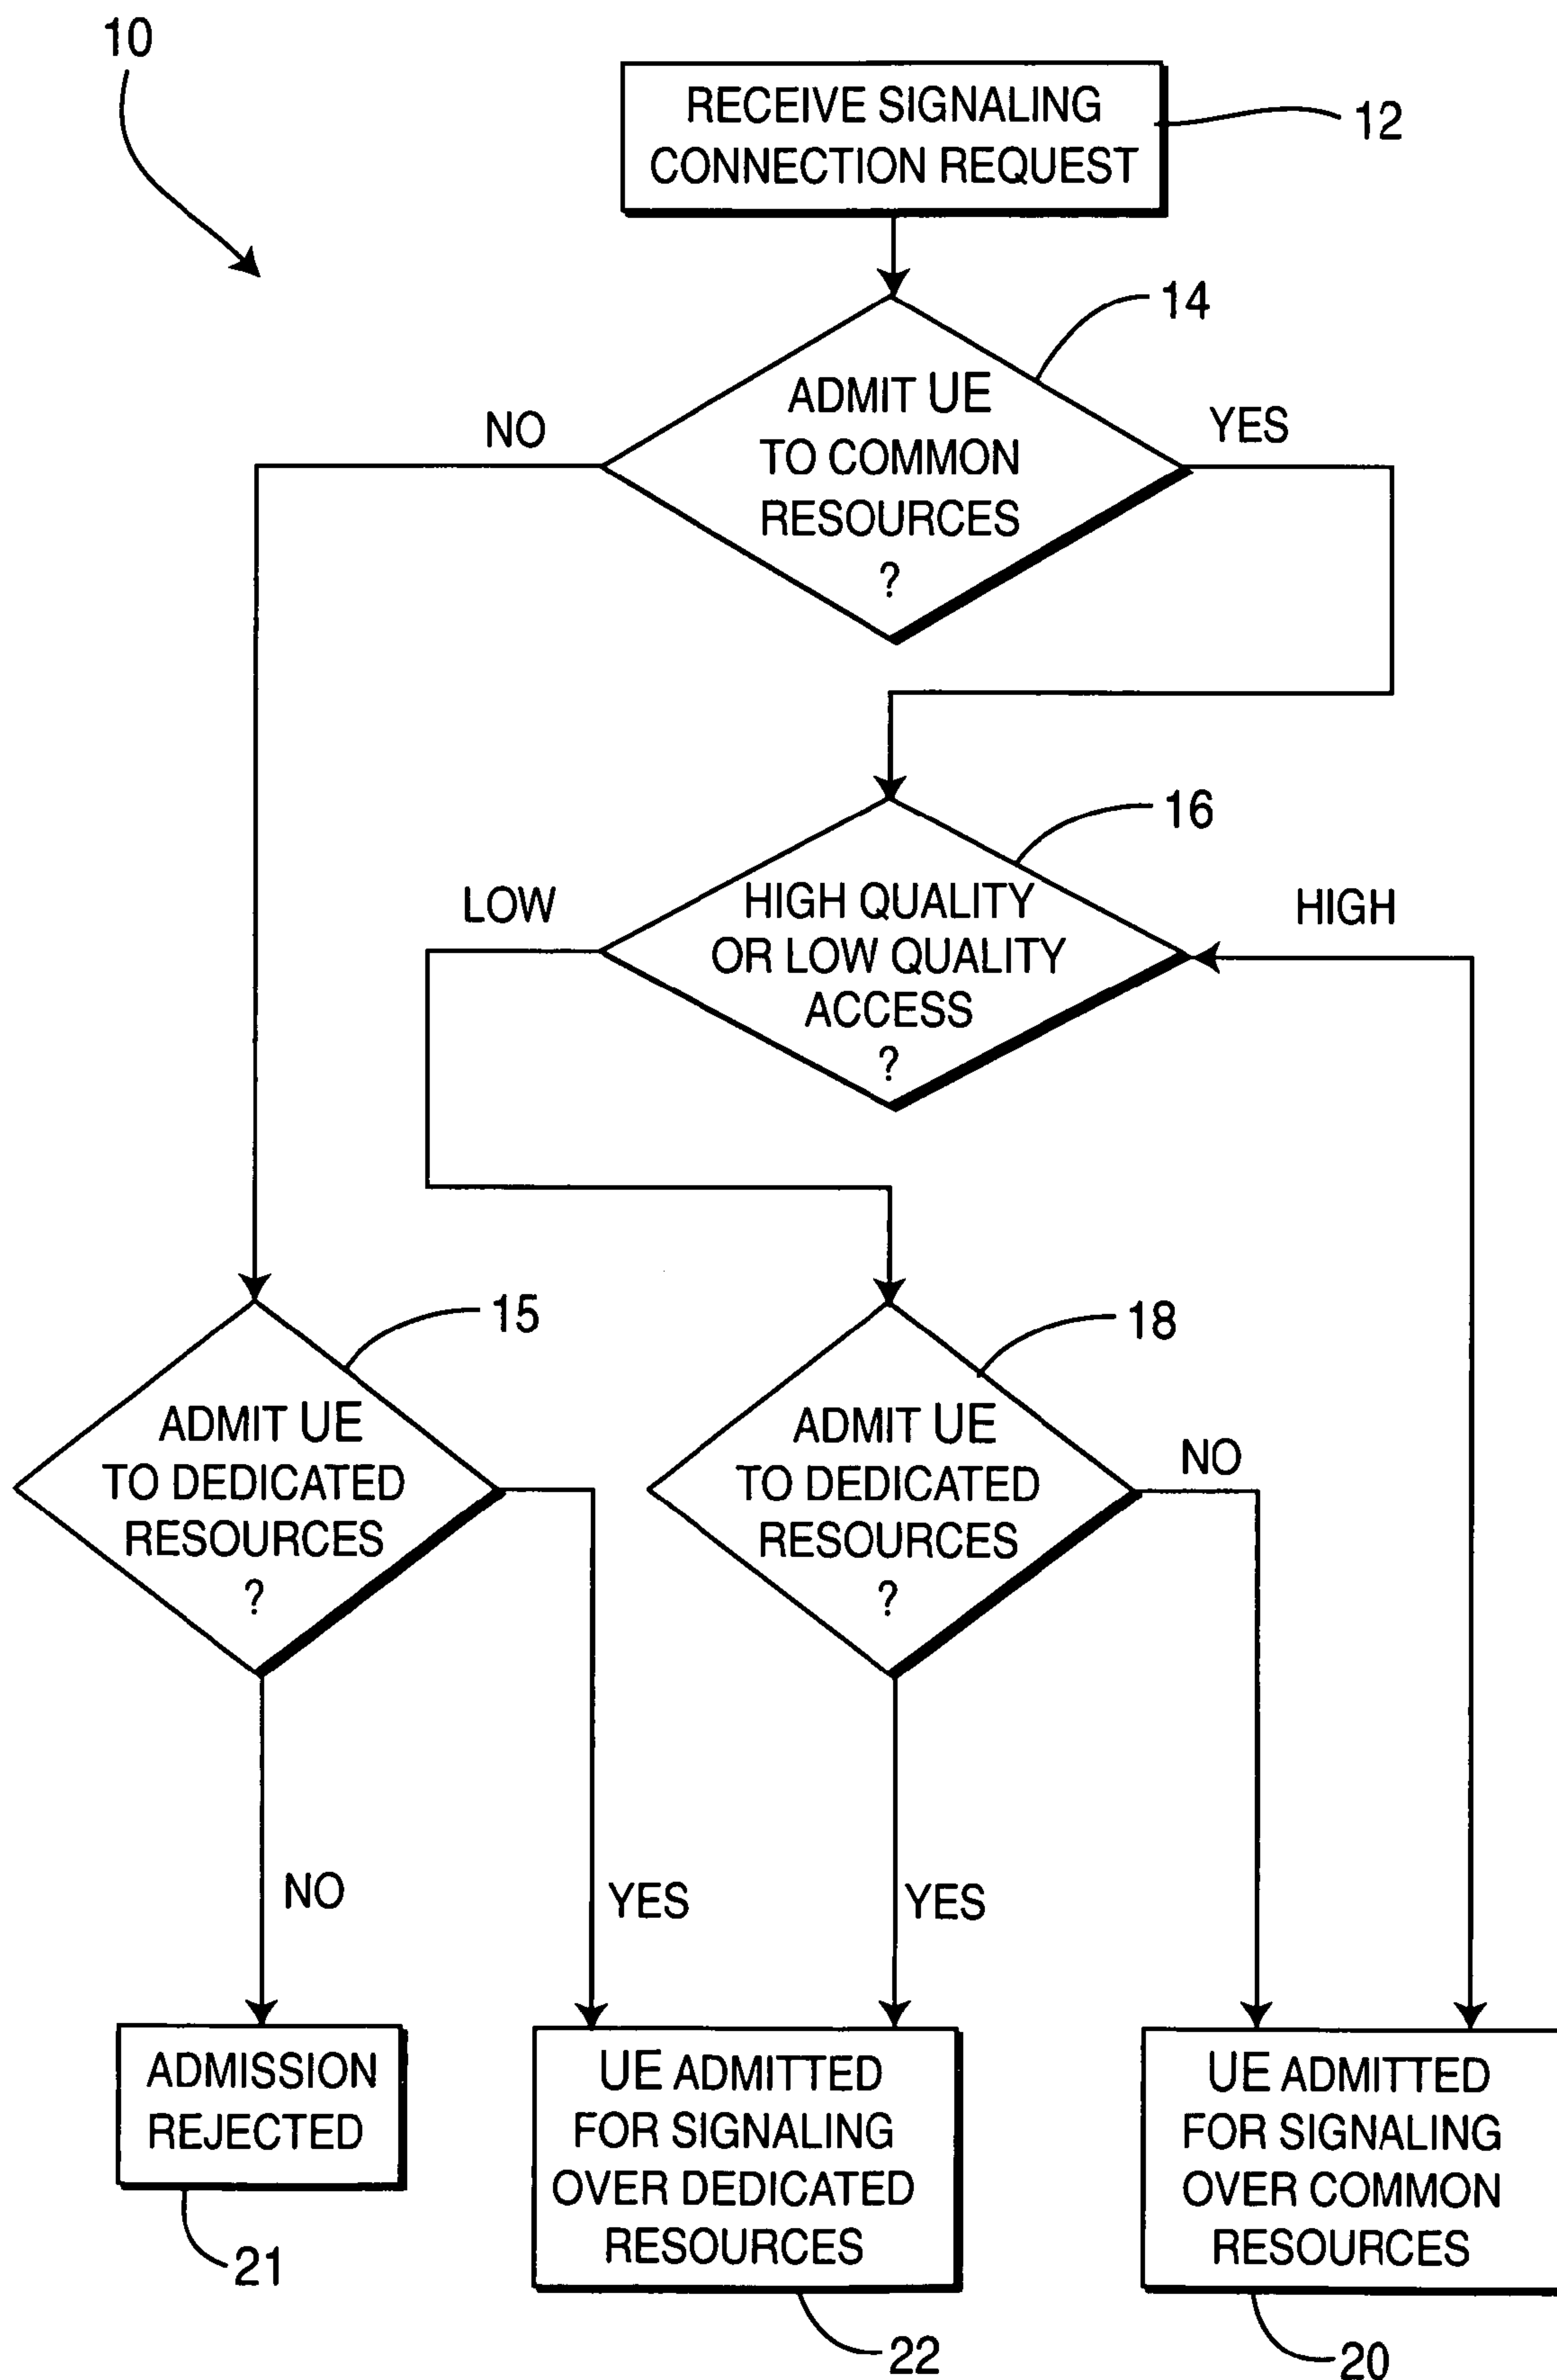 10
RECEIVE SIGNALING
CONNECTION REQUEST
12
14
ADMIT UE
TO COMMON
RESOURCES
?
NO
YES
16
HIGH QUALITY
OR LOW QUALITY
ACCESS
?
LOW
HIGH
15
ADMIT UE
TO DEDICATED
RESOURCES
?
18
ADMIT UE
TO DEDICATED
RESOURCES
?
NO
NO
YES
YES
ADMISSION
REJECTED
21
UE ADMITTED
FOR SIGNALING
OVER DEDICATED
RESOURCES
22
UE ADMITTED
FOR SIGNALING
OVER COMMON
RESOURCES
20